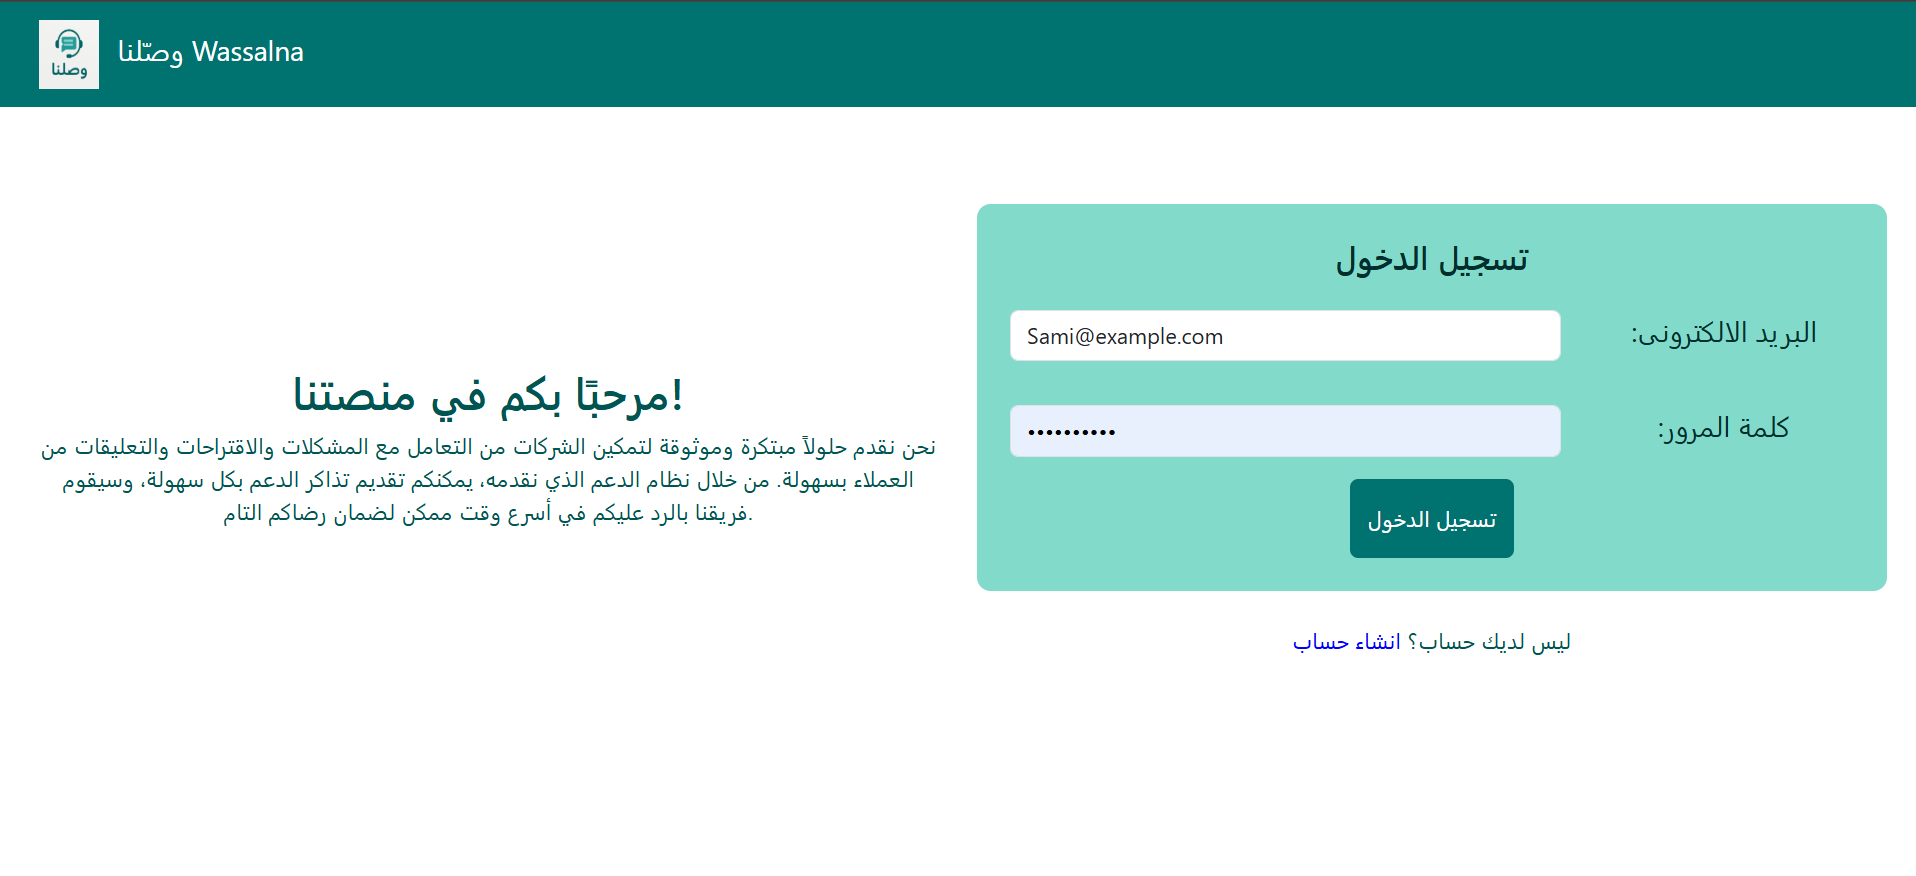 وصلنا
وصّلنا Wassalna
تسجيل الدخول
البريد الالكترونى:
Sami@example.com
كلمة المرور:
••••••••••
تسجيل الدخول
ليس لديك حساب؟ انشاء حساب
مرحبًا بكم في منصتنا!
نحن نقدم حلولاً مبتكرة وموثوقة لتمكين الشركات من التعامل مع المشكلات والاقتراحات والتعليقات من
العملاء بسهولة. من خلال نظام الدعم الذي نقدمه، يمكنكم تقديم تذاكر الدعم بكل سهولة، وسيقوم
فريقنا بالرد عليكم في أسرع وقت ممكن لضمان رضاكم التام.